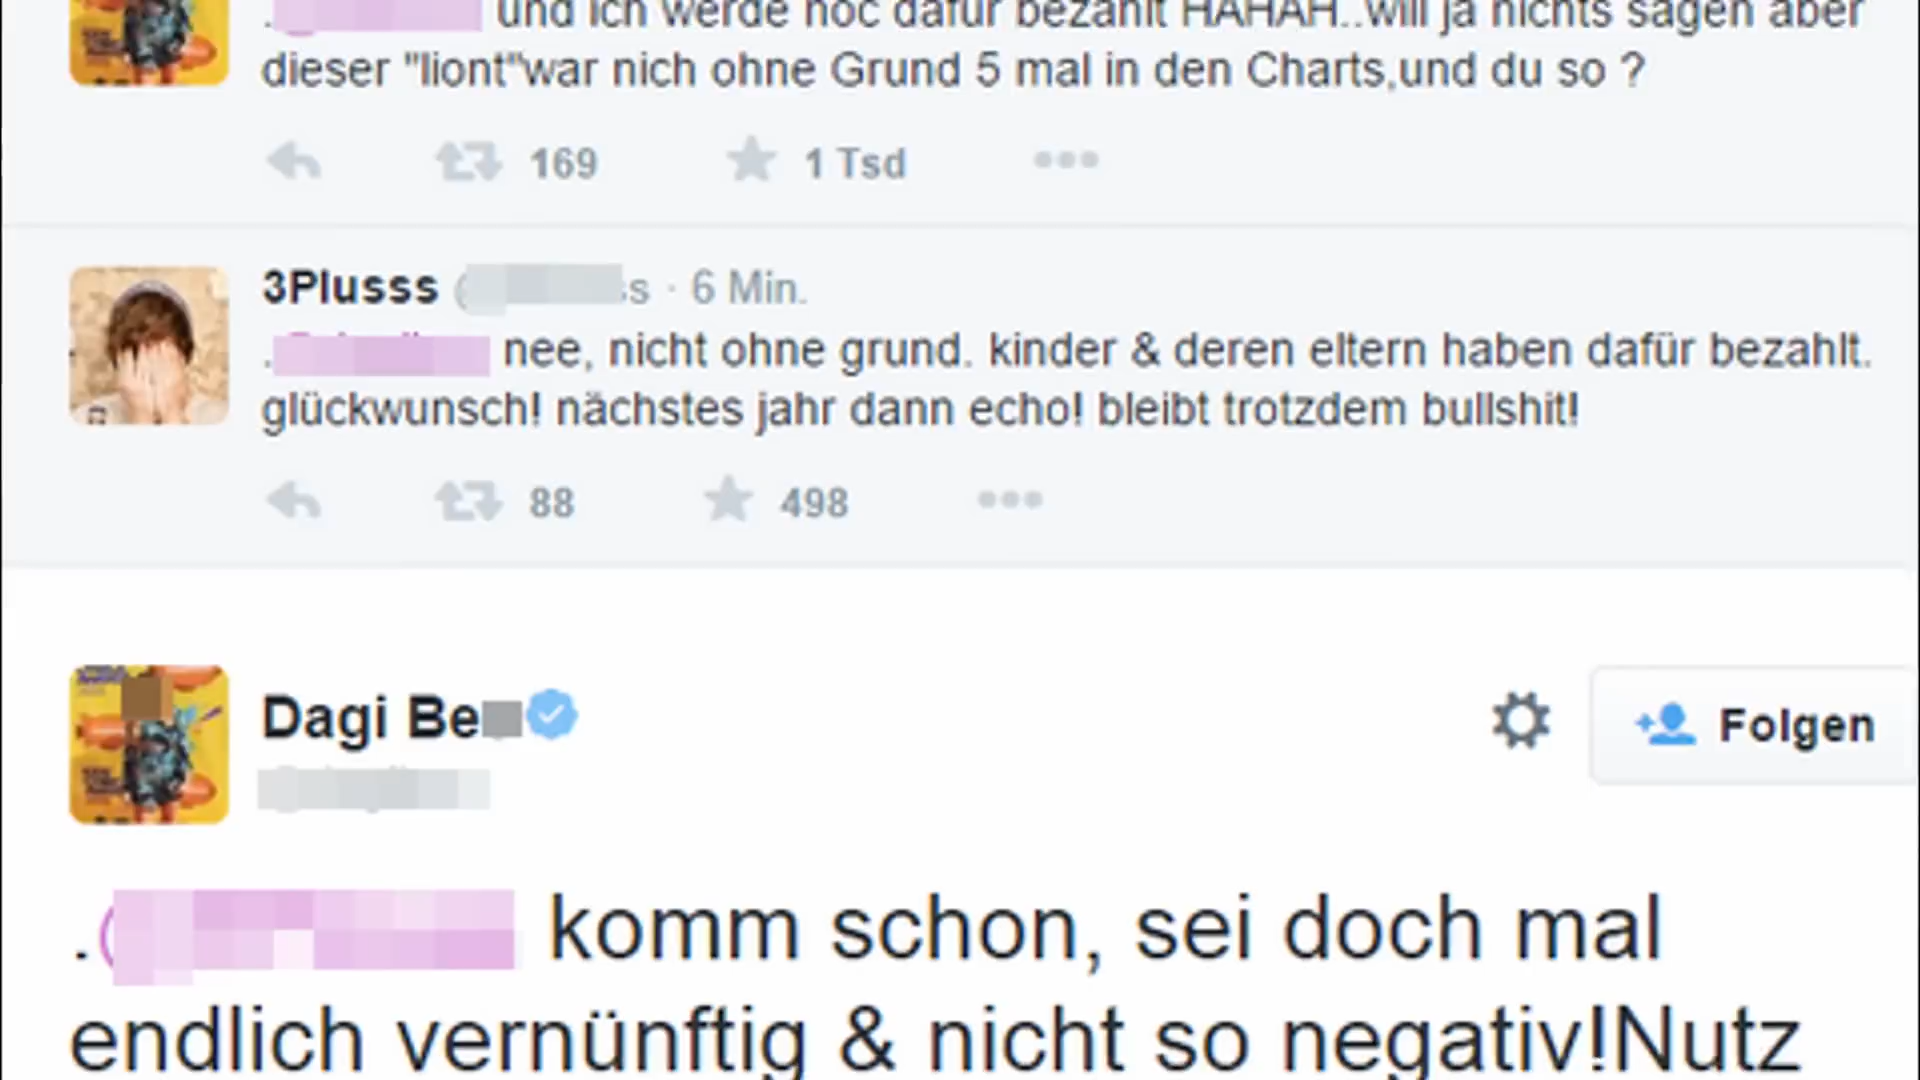 . und ich werde noc dafür bezahlt HAHAH..will ja nichts sagen aber
dieser "liont"war nich ohne Grund 5 mal in den Charts,und du so ?
169 1 Tsd
3Plusss s · 6 Min.
. nee, nicht ohne grund. kinder & deren eltern haben dafür bezahlt.
glückwunsch! nächstes jahr dann echo! bleibt trotzdem bullshit!
88 498
Dagi Be
Folgen
. komm schon, sei doch mal
endlich vernünftig & nicht so negativ!Nutz